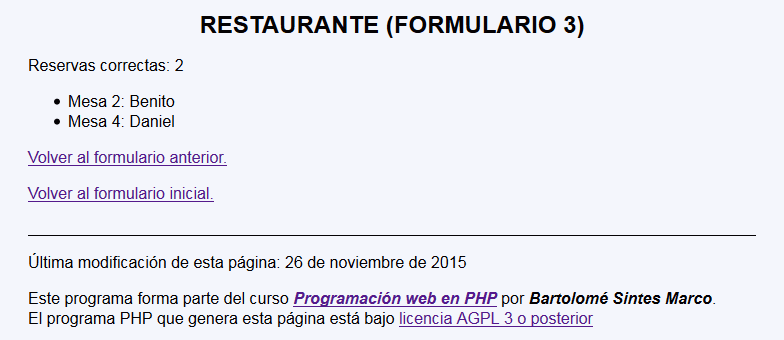 RESTAURANTE (FORMULARIO 3)
Reservas correctas: 2
Mesa 2: Benito
Mesa 4: Daniel
Volver al formulario anterior.
Volver al formulario inicial.
Última modificación de esta página: 26 de noviembre de 2015
Este programa forma parte del curso Programación web en PHP por Bartolomé Sintes Marco.
El programa PHP que genera esta página está bajo licencia AGPL 3 o posterior